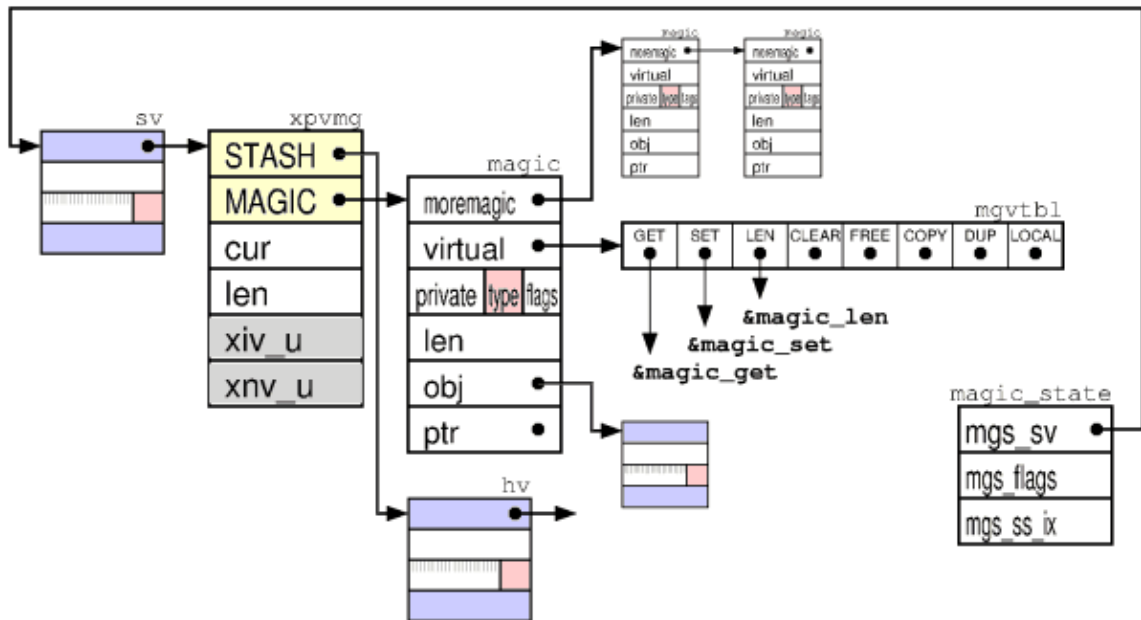 sv
xpvmg
STASH
MAGIC
cur
len
xiv_u
xnv_u
magic
moremagic
virtual
private type flags
len
obj
ptr
magic
moremagic
virtual
private type flags
len
obj
ptr
magic
moremagic
virtual
private type flags
len
obj
ptr
mgvtbl
GET SET LEN CLEAR FREE COPY DUP LOCAL
&magic_len
&magic_set
&magic_get
hv
magic_state
mgs_sv
mgs_flags
mgs_ss_ix